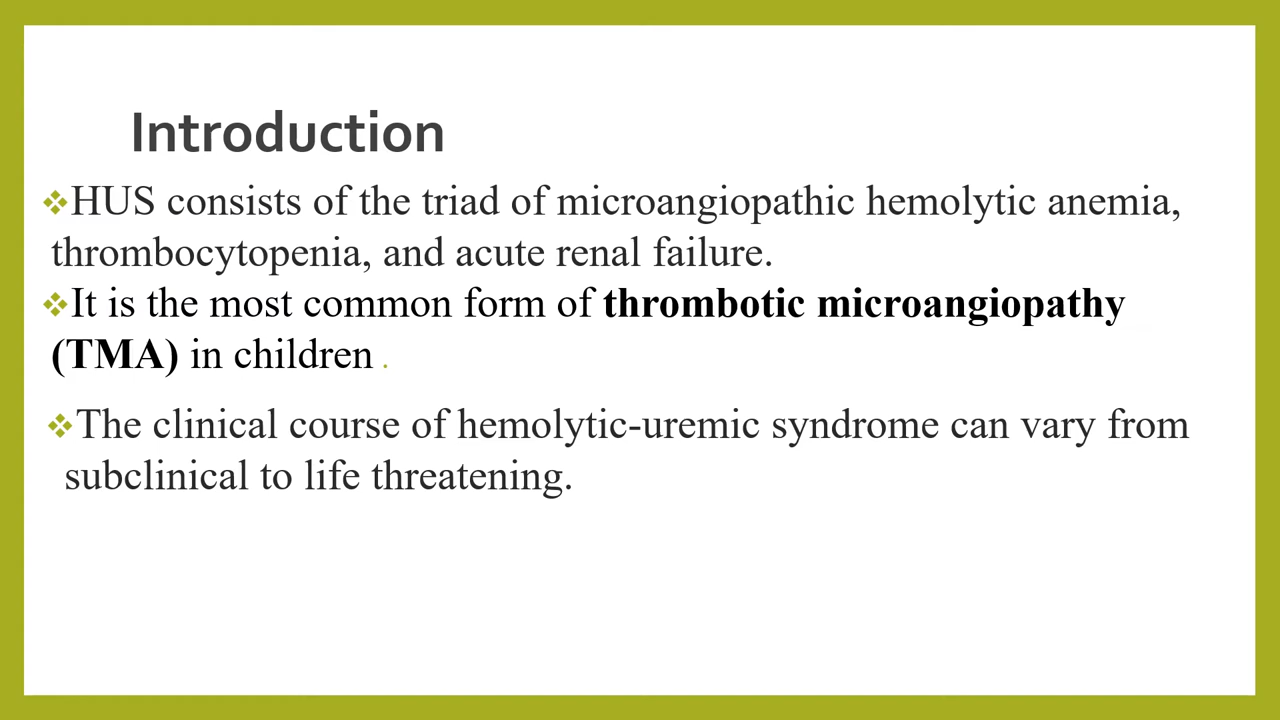 Introduction
❖HUS consists of the triad of microangiopathic hemolytic anemia,
thrombocytopenia, and acute renal failure.
❖It is the most common form of thrombotic microangiopathy
(TMA) in children .
❖The clinical course of hemolytic-uremic syndrome can vary from
subclinical to life threatening.